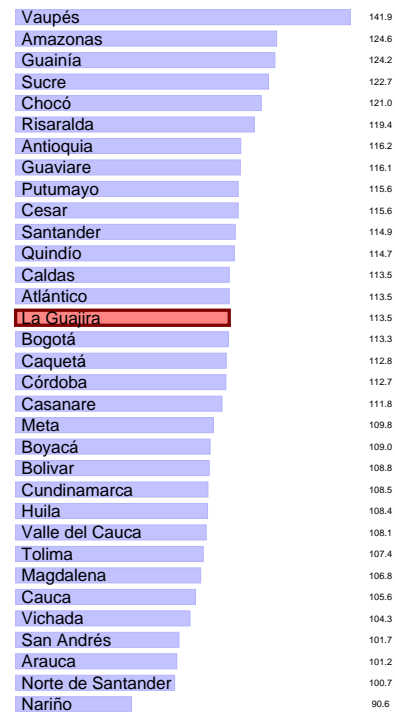 Vaupés 141.9
Amazonas 124.6
Guainía 124.2
Sucre 122.7
Chocó 121.0
Risaralda 119.4
Antioquia 116.2
Guaviare 116.1
Putumayo 115.6
Cesar 115.6
Santander 114.9
Quindío 114.7
Caldas 113.5
Atlántico 113.5
La Guajira 113.5
Bogotá 113.3
Caquetá 112.8
Córdoba 112.7
Casanare 111.8
Meta 109.8
Boyacá 109.0
Bolivar 108.8
Cundinamarca 108.5
Huila 108.4
Valle del Cauca 108.1
Tolima 107.4
Magdalena 106.8
Cauca 105.6
Vichada 104.3
San Andrés 101.7
Arauca 101.2
Norte de Santander 100.7
Nariño 90.6